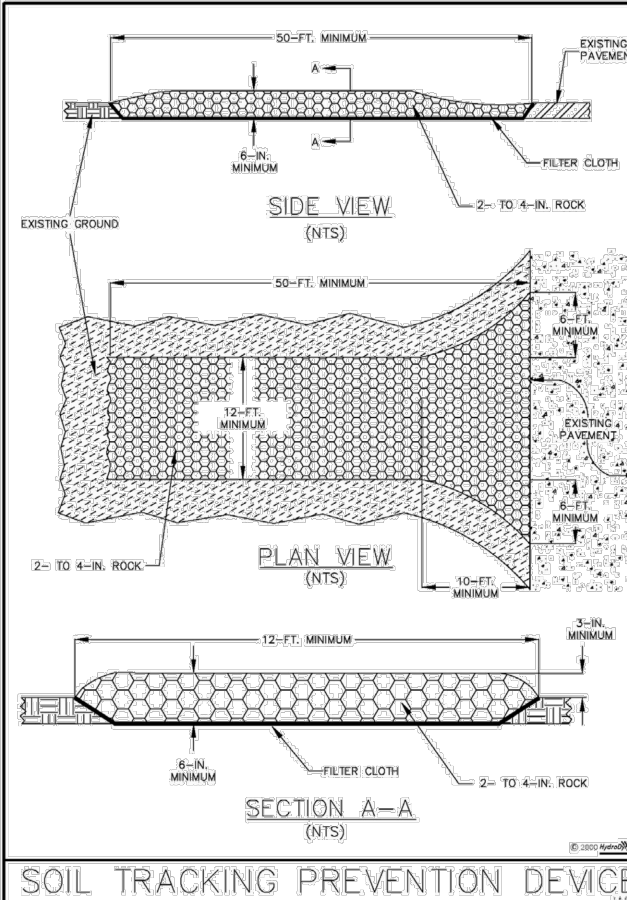 50-FT. MINIMUM
EXISTING
PAVEMEN
A
A
6-IN.
MINIMUM
FILTER CLOTH
2- TO 4-IN. ROCK
SIDE VIEW
(NTS)
EXISTING GROUND
50-FT. MINIMUM
6-FT.
MINIMUM
12-FT.
MINIMUM
EXISTING
PAVEMENT
6-FT.
MINIMUM
2- TO 4-IN. ROCK
PLAN VIEW
(NTS)
10-FT.
MINIMUM
12-FT. MINIMUM
3-IN.
MINIMUM
6-IN.
MINIMUM
FILTER CLOTH
2- TO 4-IN. ROCK
SECTION A-A
(NTS)
© 2000
SOIL TRACKING PREVENTION DEVICE